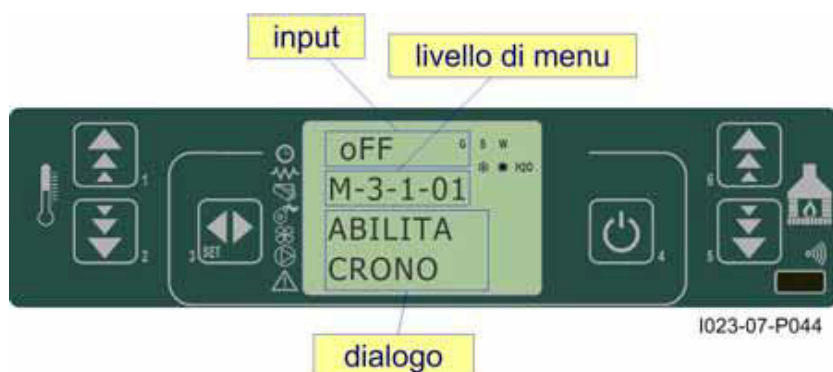 input
livello di menu
oFF
G S W
H2O
M-3-1-01
ABILITA
CRONO
1
2
3
SET
4
6
5
I023-07-P044
dialogo